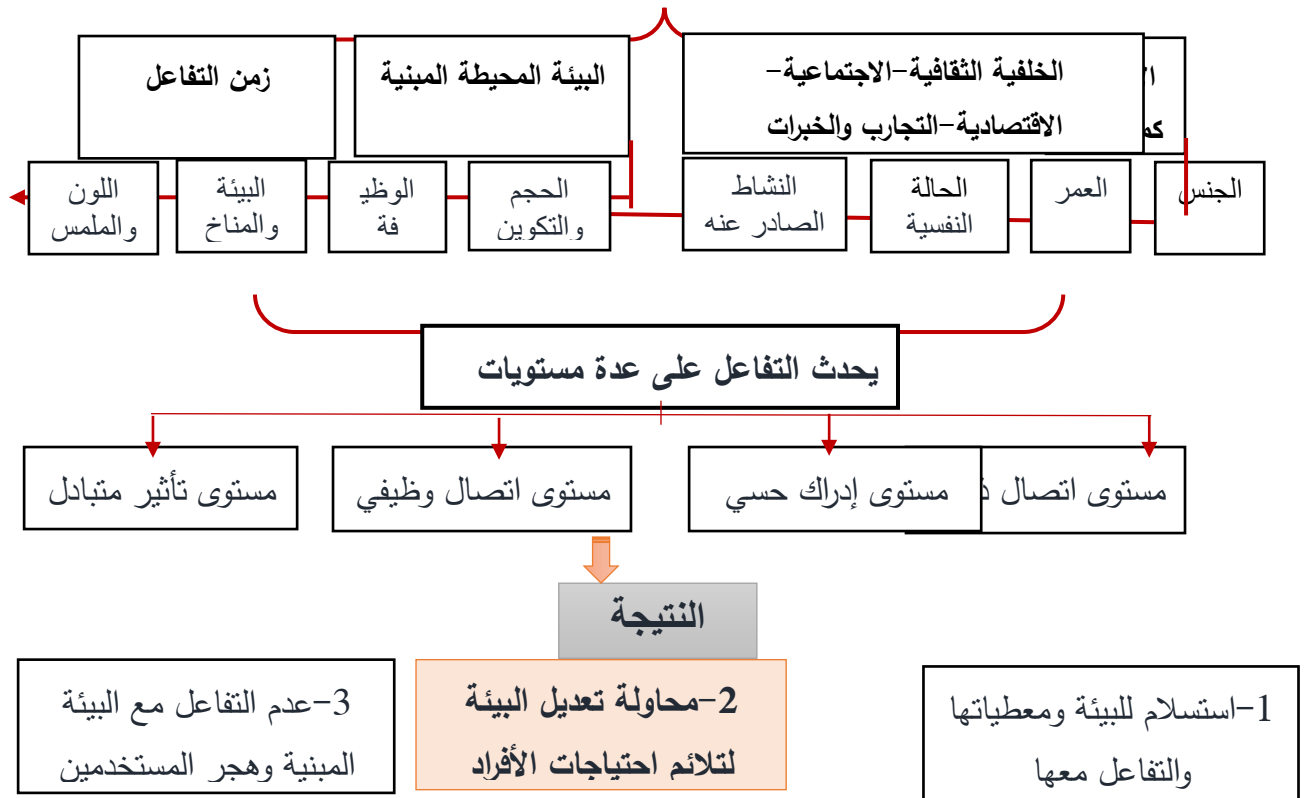 الخلفية الثقافية-الاجتماعية-
الاقتصادية-التجارب والخبرات
البيئة المحيطة المبنية
زمن التفاعل
الجنس
العمر
الحالة
النفسية
النشاط
الصادر عنه
الحجم
والتكوين
الوظي
فة
البيئة
والمناخ
اللون
والملمس
يحدث التفاعل على عدة مستويات
مستوى اتصال
مستوى إدراك حسي
مستوى اتصال وظيفي
مستوى تأثير متبادل
النتيجة
1-استسلام للبيئة ومعطياتها
والتفاعل معها
2-محاولة تعديل البيئة
لتلائم احتياجات الأفراد
3-عدم التفاعل مع البيئة
المبنية وهجر المستخدمين